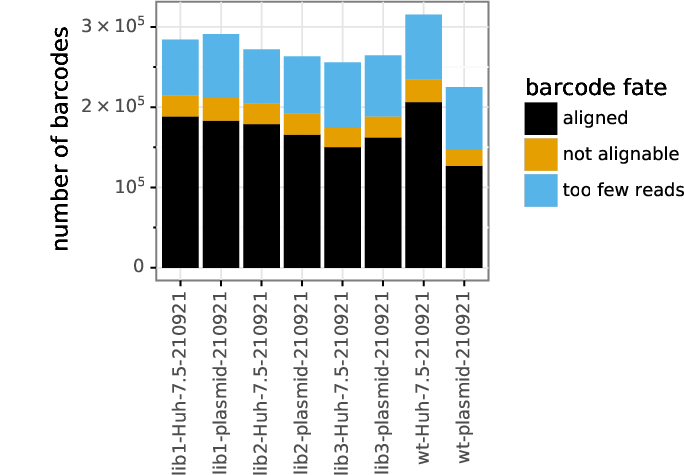 number of barcodes
3 × 10⁵
2 × 10⁵
10⁵
0
lib1-Huh-7.5-210921
lib1-plasmid-210921
lib2-Huh-7.5-210921
lib2-plasmid-210921
lib3-Huh-7.5-210921
lib3-plasmid-210921
wt-Huh-7.5-210921
wt-plasmid-210921
barcode fate
aligned
not alignable
too few reads